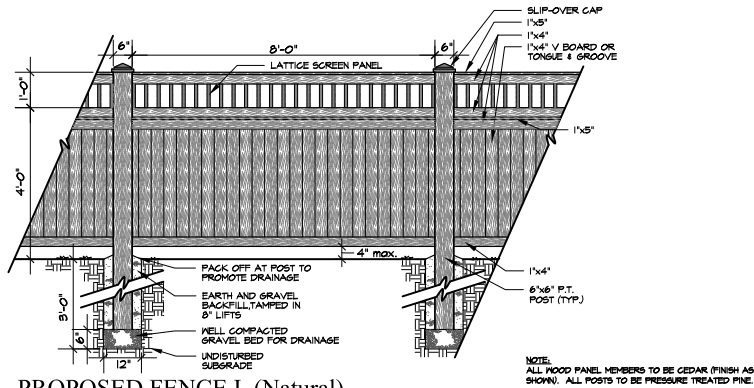 SLIP-OVER CAP
6"
8'-0"
6"
1"x5"
1"x4"
1"x4" V BOARD OR
TONGUE & GROOVE
LATTICE SCREEN PANEL
1'-0"
1"x5"
4'-0"
4" max.
PACK OFF AT POST TO
PROMOTE DRAINAGE
1"x4"
6"x6" P.T.
POST (TYP.)
EARTH AND GRAVEL
BACKFILL, TAMPED IN
8" LIFTS
3'-0"
6"
WELL COMPACTED
GRAVEL BED FOR DRAINAGE
UNDISTURBED
SUBGRADE
12"
NOTE:
ALL WOOD PANEL MEMBERS TO BE CEDAR (FINISH AS
SHOWN). ALL POSTS TO BE PRESSURE TREATED PINE.
PROPOSED FENCE L (Natural)